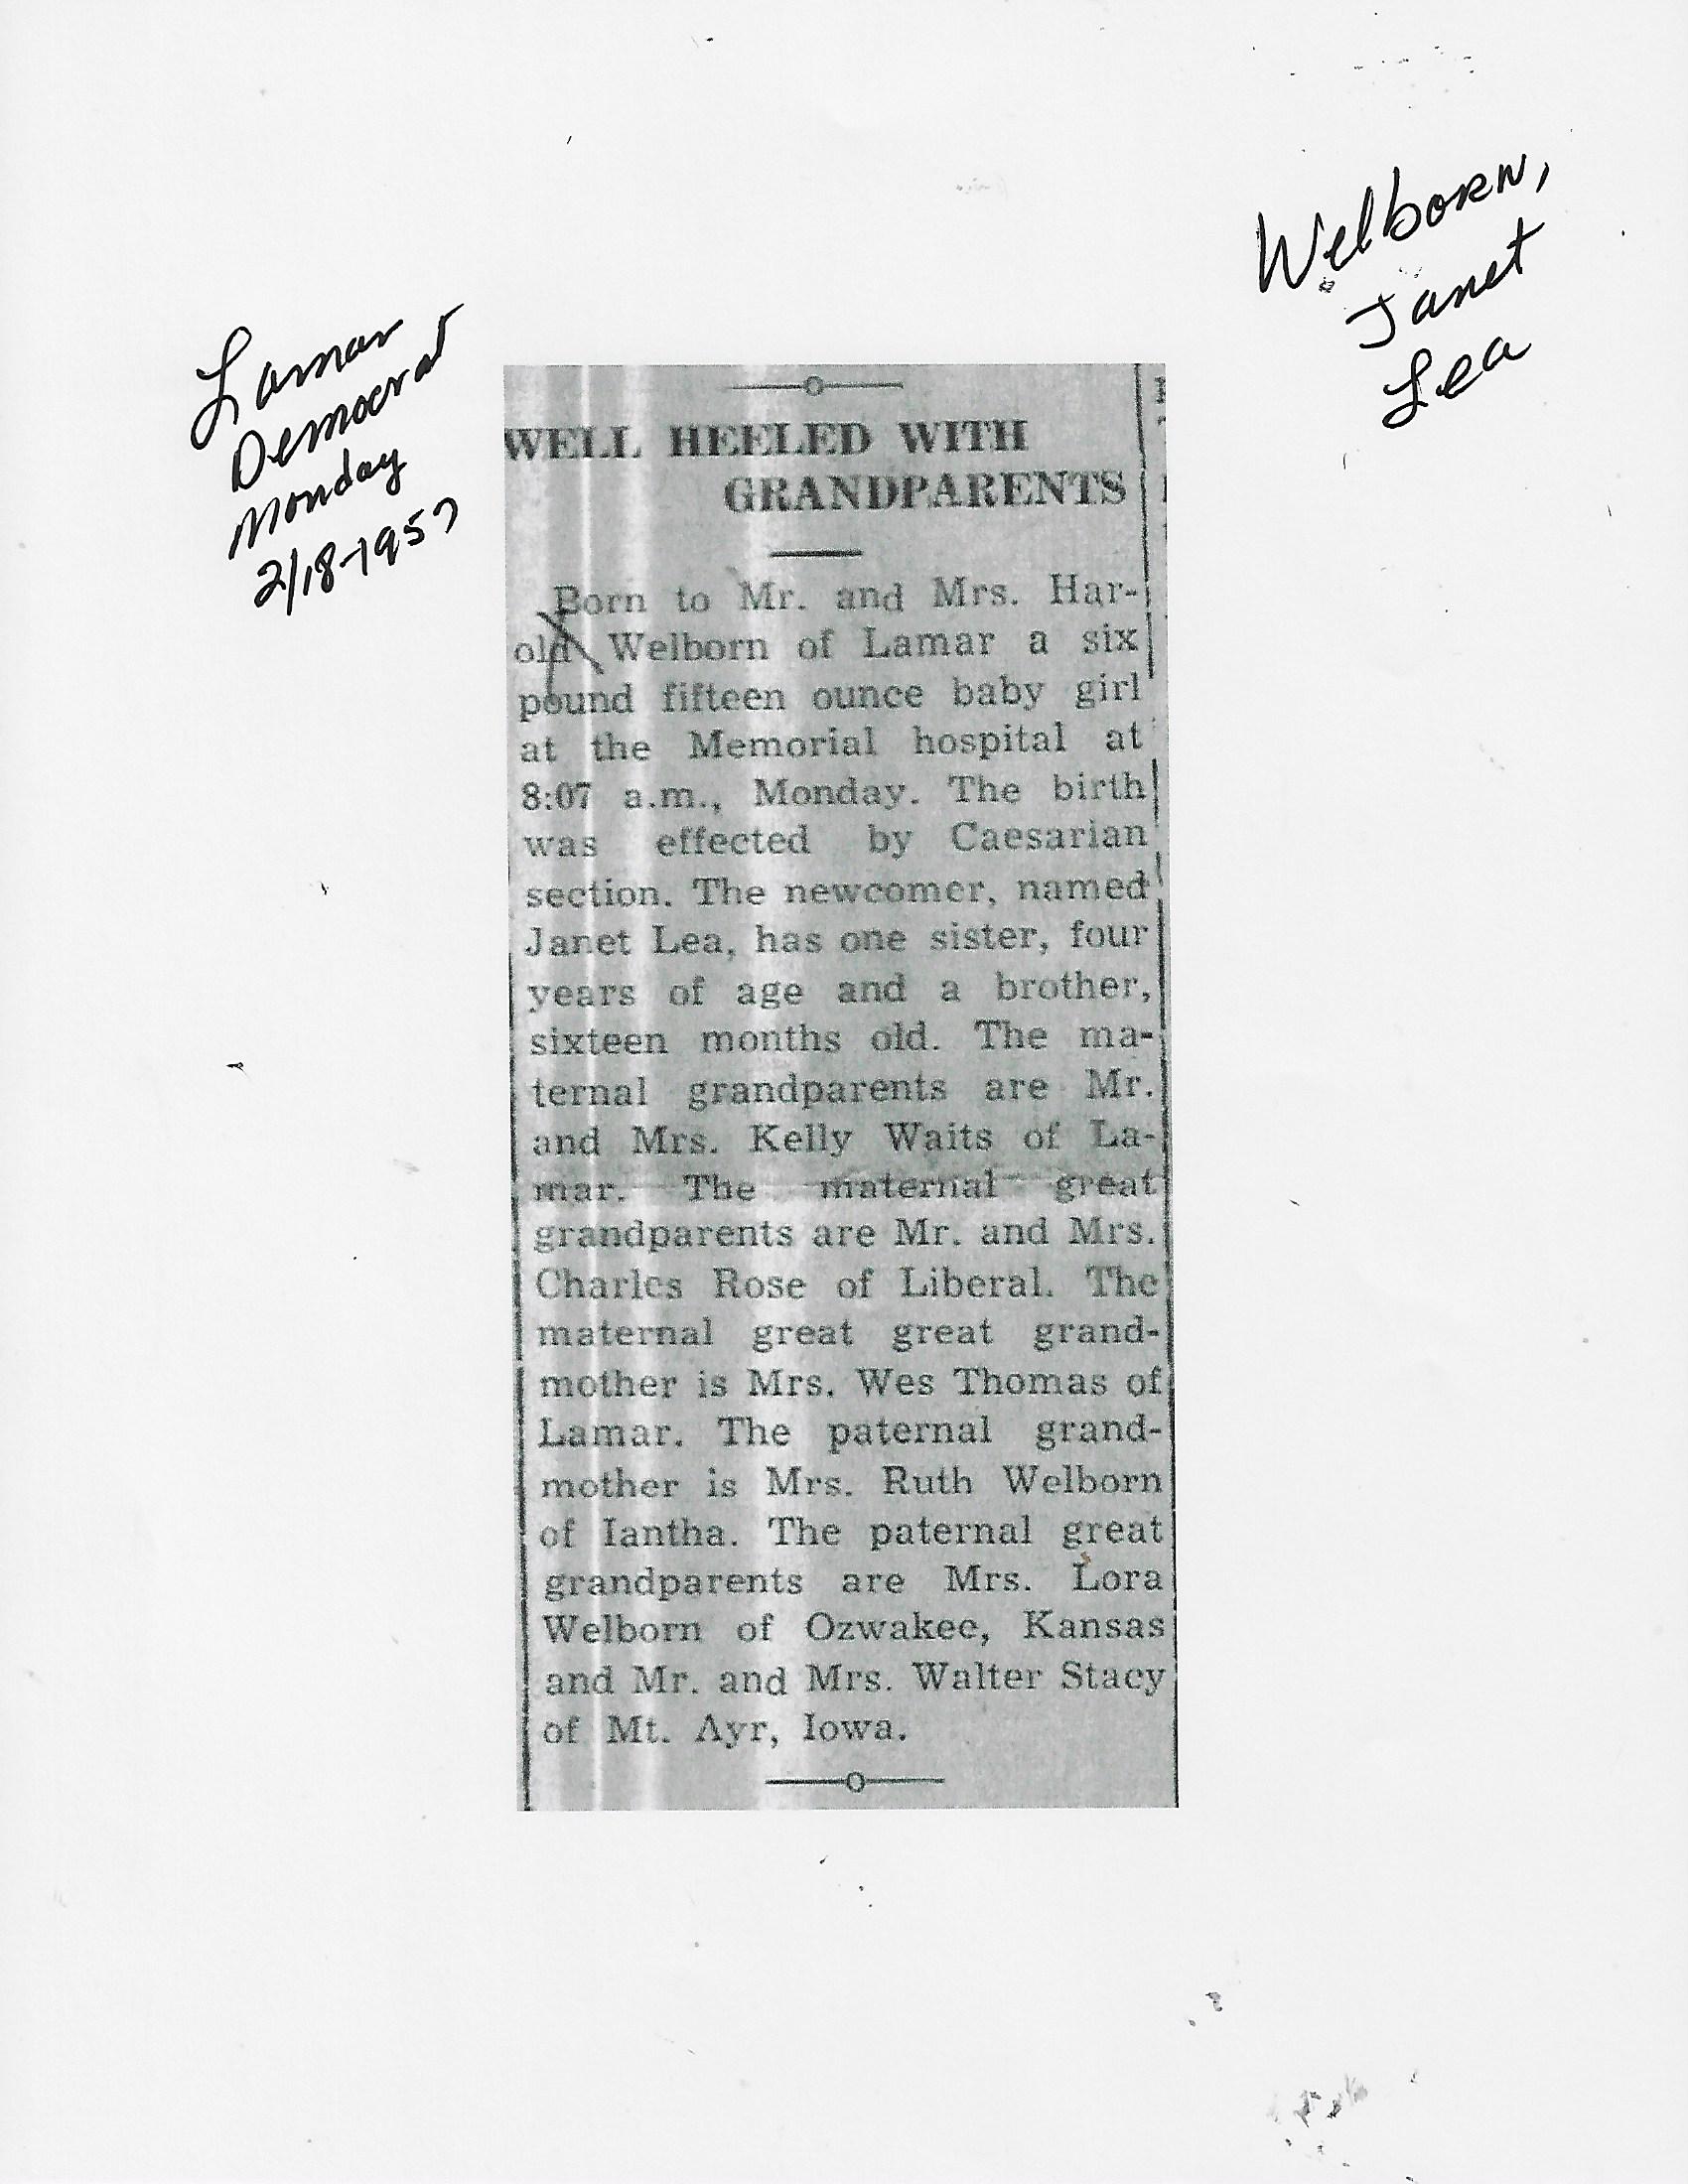 Welborn,
Janet
Lea
Lamar
Democrat
Monday
2/18-1957
WELL HEELED WITH
GRANDPARENTS
Born to Mr. and Mrs. Har-
old Welborn of Lamar a six
pound fifteen ounce baby girl
at the Memorial hospital at
8:07 a.m., Monday. The birth
was effected by Caesarian
section. The newcomer, named
Janet Lea, has one sister, four
years of age and a brother,
sixteen months old. The ma-
ternal grandparents are Mr.
and Mrs. Kelly Waits of La-
mar. The maternal great
grandparents are Mr. and Mrs.
Charles Rose of Liberal. The
maternal great great grand-
mother is Mrs. Wes Thomas of
Lamar. The paternal grand-
mother is Mrs. Ruth Welborn
of Iantha. The paternal great
grandparents are Mrs. Lora
Welborn of Ozwakee, Kansas
and Mr. and Mrs. Walter Stacy
of Mt. Ayr, Iowa.